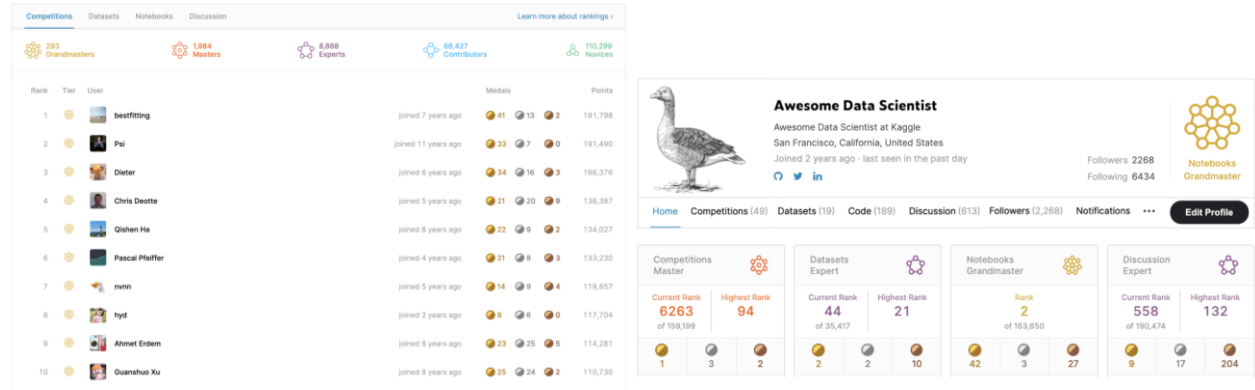 Competitions Datasets Notebooks Discussion Learn more about rankings ›
293 1,984 8,868 68,427 110,299
Grandmasters Masters Experts Contributors Novices
Rank Tier User Medals Points
1 bestfitting joined 7 years ago 41 13 2 191,798
2 Psi joined 11 years ago 33 7 0 191,490
3 Dieter joined 6 years ago 34 16 3 166,376
4 Chris Deotte joined 5 years ago 21 20 9 136,387
5 Qishen Ha joined 8 years ago 22 9 2 134,027
6 Pascal Pfeiffer joined 4 years ago 21 8 3 133,230
7 nvnn joined 5 years ago 14 9 4 118,857
8 hyd joined 2 years ago 8 6 0 117,704
9 Ahmet Erdem joined 8 years ago 23 25 5 114,281
10 Guanshuo Xu joined 8 years ago 25 24 2 110,730
Awesome Data Scientist
Awesome Data Scientist at Kaggle
San Francisco, California, United States
Joined 2 years ago · last seen in the past day
Followers 2268
Following 6434
Notebooks
Grandmaster
Home Competitions (49) Datasets (19) Code (189) Discussion (613) Followers (2,268) Notifications ••• Edit Profile
Competitions
Master
Current Rank Highest Rank
6263 94
of 159,199
1 3 2
Datasets
Expert
Current Rank Highest Rank
44 21
of 35,417
2 2 10
Notebooks
Grandmaster
Rank
2
of 163,650
42 3 27
Discussion
Expert
Current Rank Highest Rank
558 132
of 190,474
9 17 204